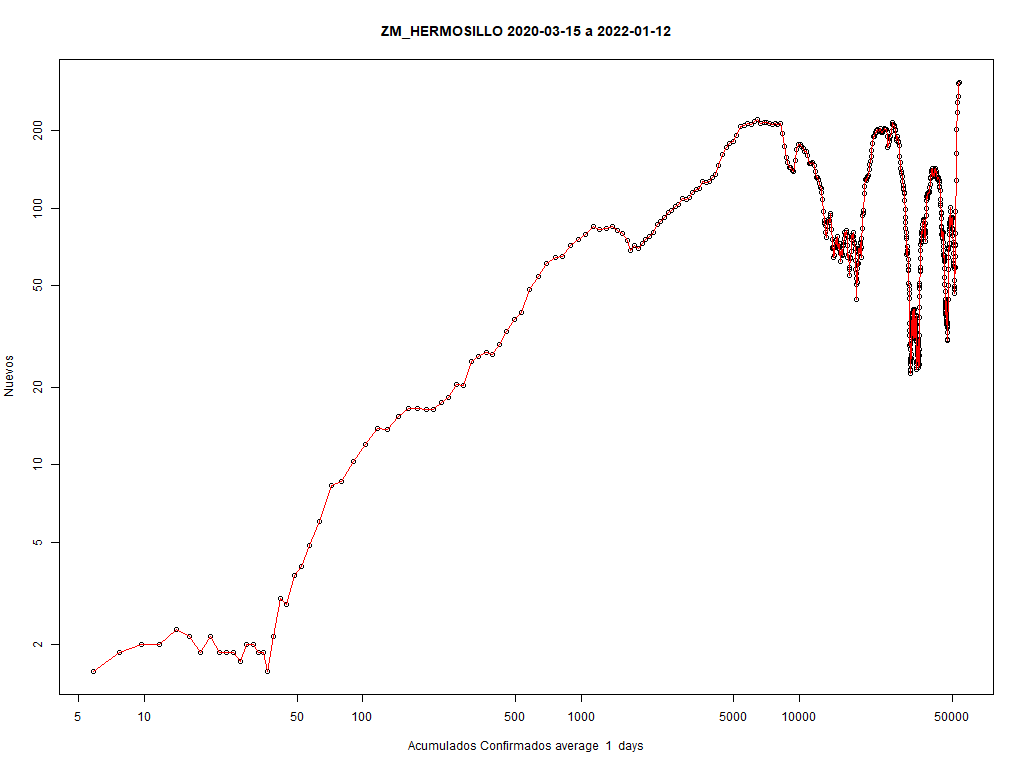 ZM_HERMOSILLO 2020-03-15 a 2022-01-12
Nuevos
200
100
50
20
10
5
2
5 10 50 100 500 1000 5000 10000 50000
Acumulados Confirmados average 1 days